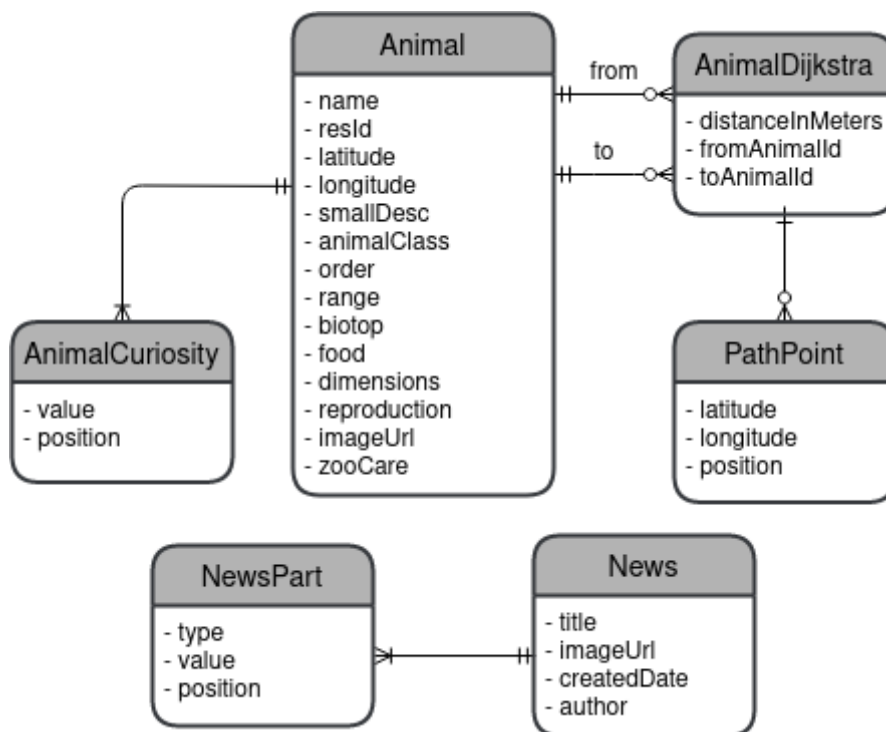 Animal
- name
- resId
- latitude
- longitude
- smallDesc
- animalClass
- order
- range
- biotop
- food
- dimensions
- reproduction
- imageUrl
- zooCare
from
to
AnimalDijkstra
- distanceInMeters
- fromAnimalId
- toAnimalId
AnimalCuriosity
- value
- position
PathPoint
- latitude
- longitude
- position
NewsPart
- type
- value
- position
News
- title
- imageUrl
- createdDate
- author